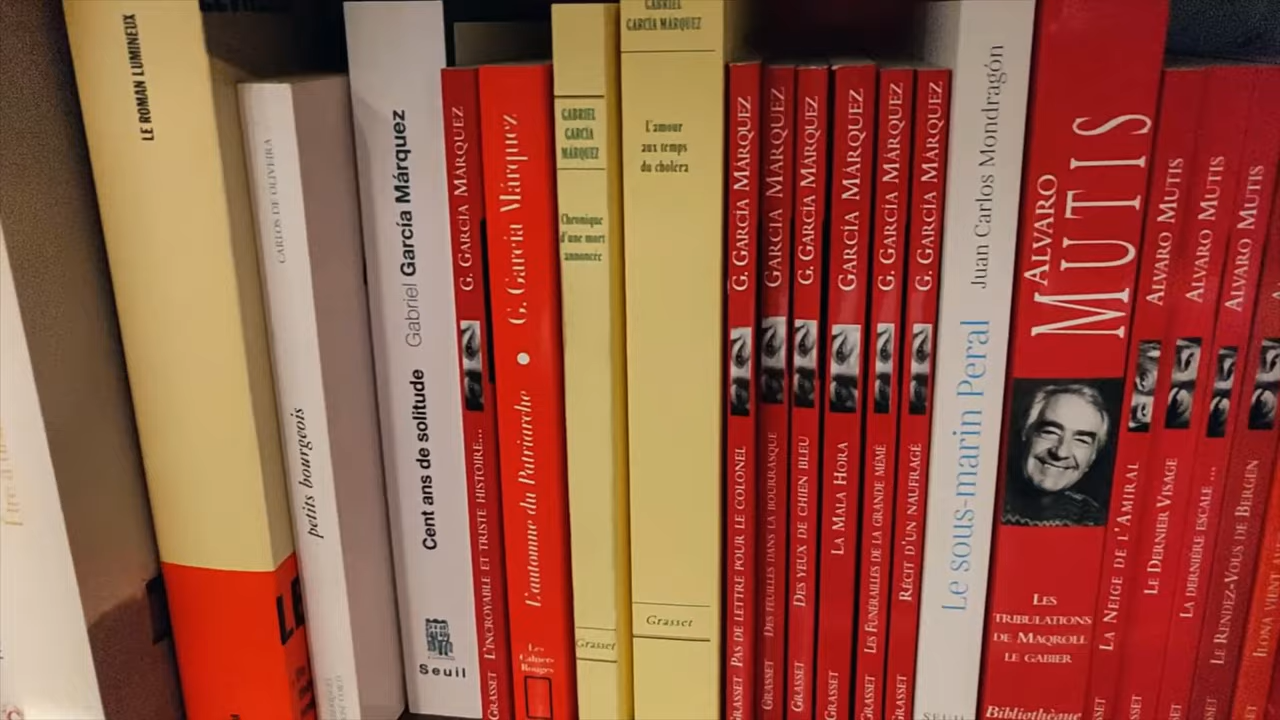 LE ROMAN LUMINEUX
CARLOS DE OLIVEIRA
petits bourgeois
Gabriel García Márquez
Cent ans de solitude
Seuil
G. GARCÍA MÁRQUEZ
L'INCROYABLE ET TRISTE HISTOIRE...
GRASSET
G. García Márquez
L'automne du Patriarche
Les
Cahiers
Rouges
GABRIEL
GARCÍA
MÁRQUEZ
Chronique
d'une mort
annoncée
Grasset
GABRIEL
GARCÍA MÁRQUEZ
L'amour
aux temps
du choléra
Grasset
G. GARCÍA MÁRQUEZ
PAS DE LETTRE POUR LE COLONEL
GRASSET
GARCÍA MÁRQUEZ
DES FEUILLES DANS LA BOURRASQUE
GRASSET
G. GARCÍA MÁRQUEZ
DES YEUX DE CHIEN BLEU
GRASSET
GARCÍA MÁRQUEZ
LA MALA HORA
GRASSET
G. GARCÍA MÁRQUEZ
LES FUNÉRAILLES DE LA GRANDE MÉMÉ
GRASSET
G. GARCÍA MÁRQUEZ
RÉCIT D'UN NAUFRAGÉ
GRASSET
Juan Carlos Mondragón
Le sous-marin Peral
SEUIL
ALVARO
MUTIS
LES
TRIBULATIONS
DE MAQROLL
LE GABIER
Bibliothèque
ALVARO MUTIS
LA NEIGE DE L'AMIRAL
ALVARO MUTIS
LE DERNIER VISAGE
ALVARO MUTIS
LA DERNIÈRE ESCALE ...
LE RENDEZ-VOUS DE BERGEN
ILONA VIENT